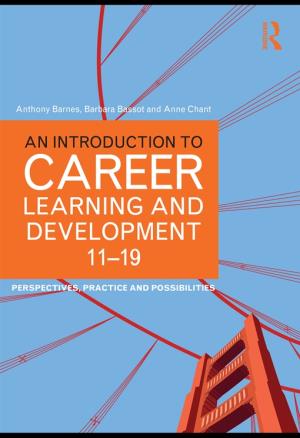 R
Routledge
Anthony Barnes, Barbara Bassot and Anne Chant
AN INTRODUCTION TO
CAREER
LEARNING AND
DEVELOPMENT
11–19
PERSPECTIVES, PRACTICE AND POSSIBILITIES